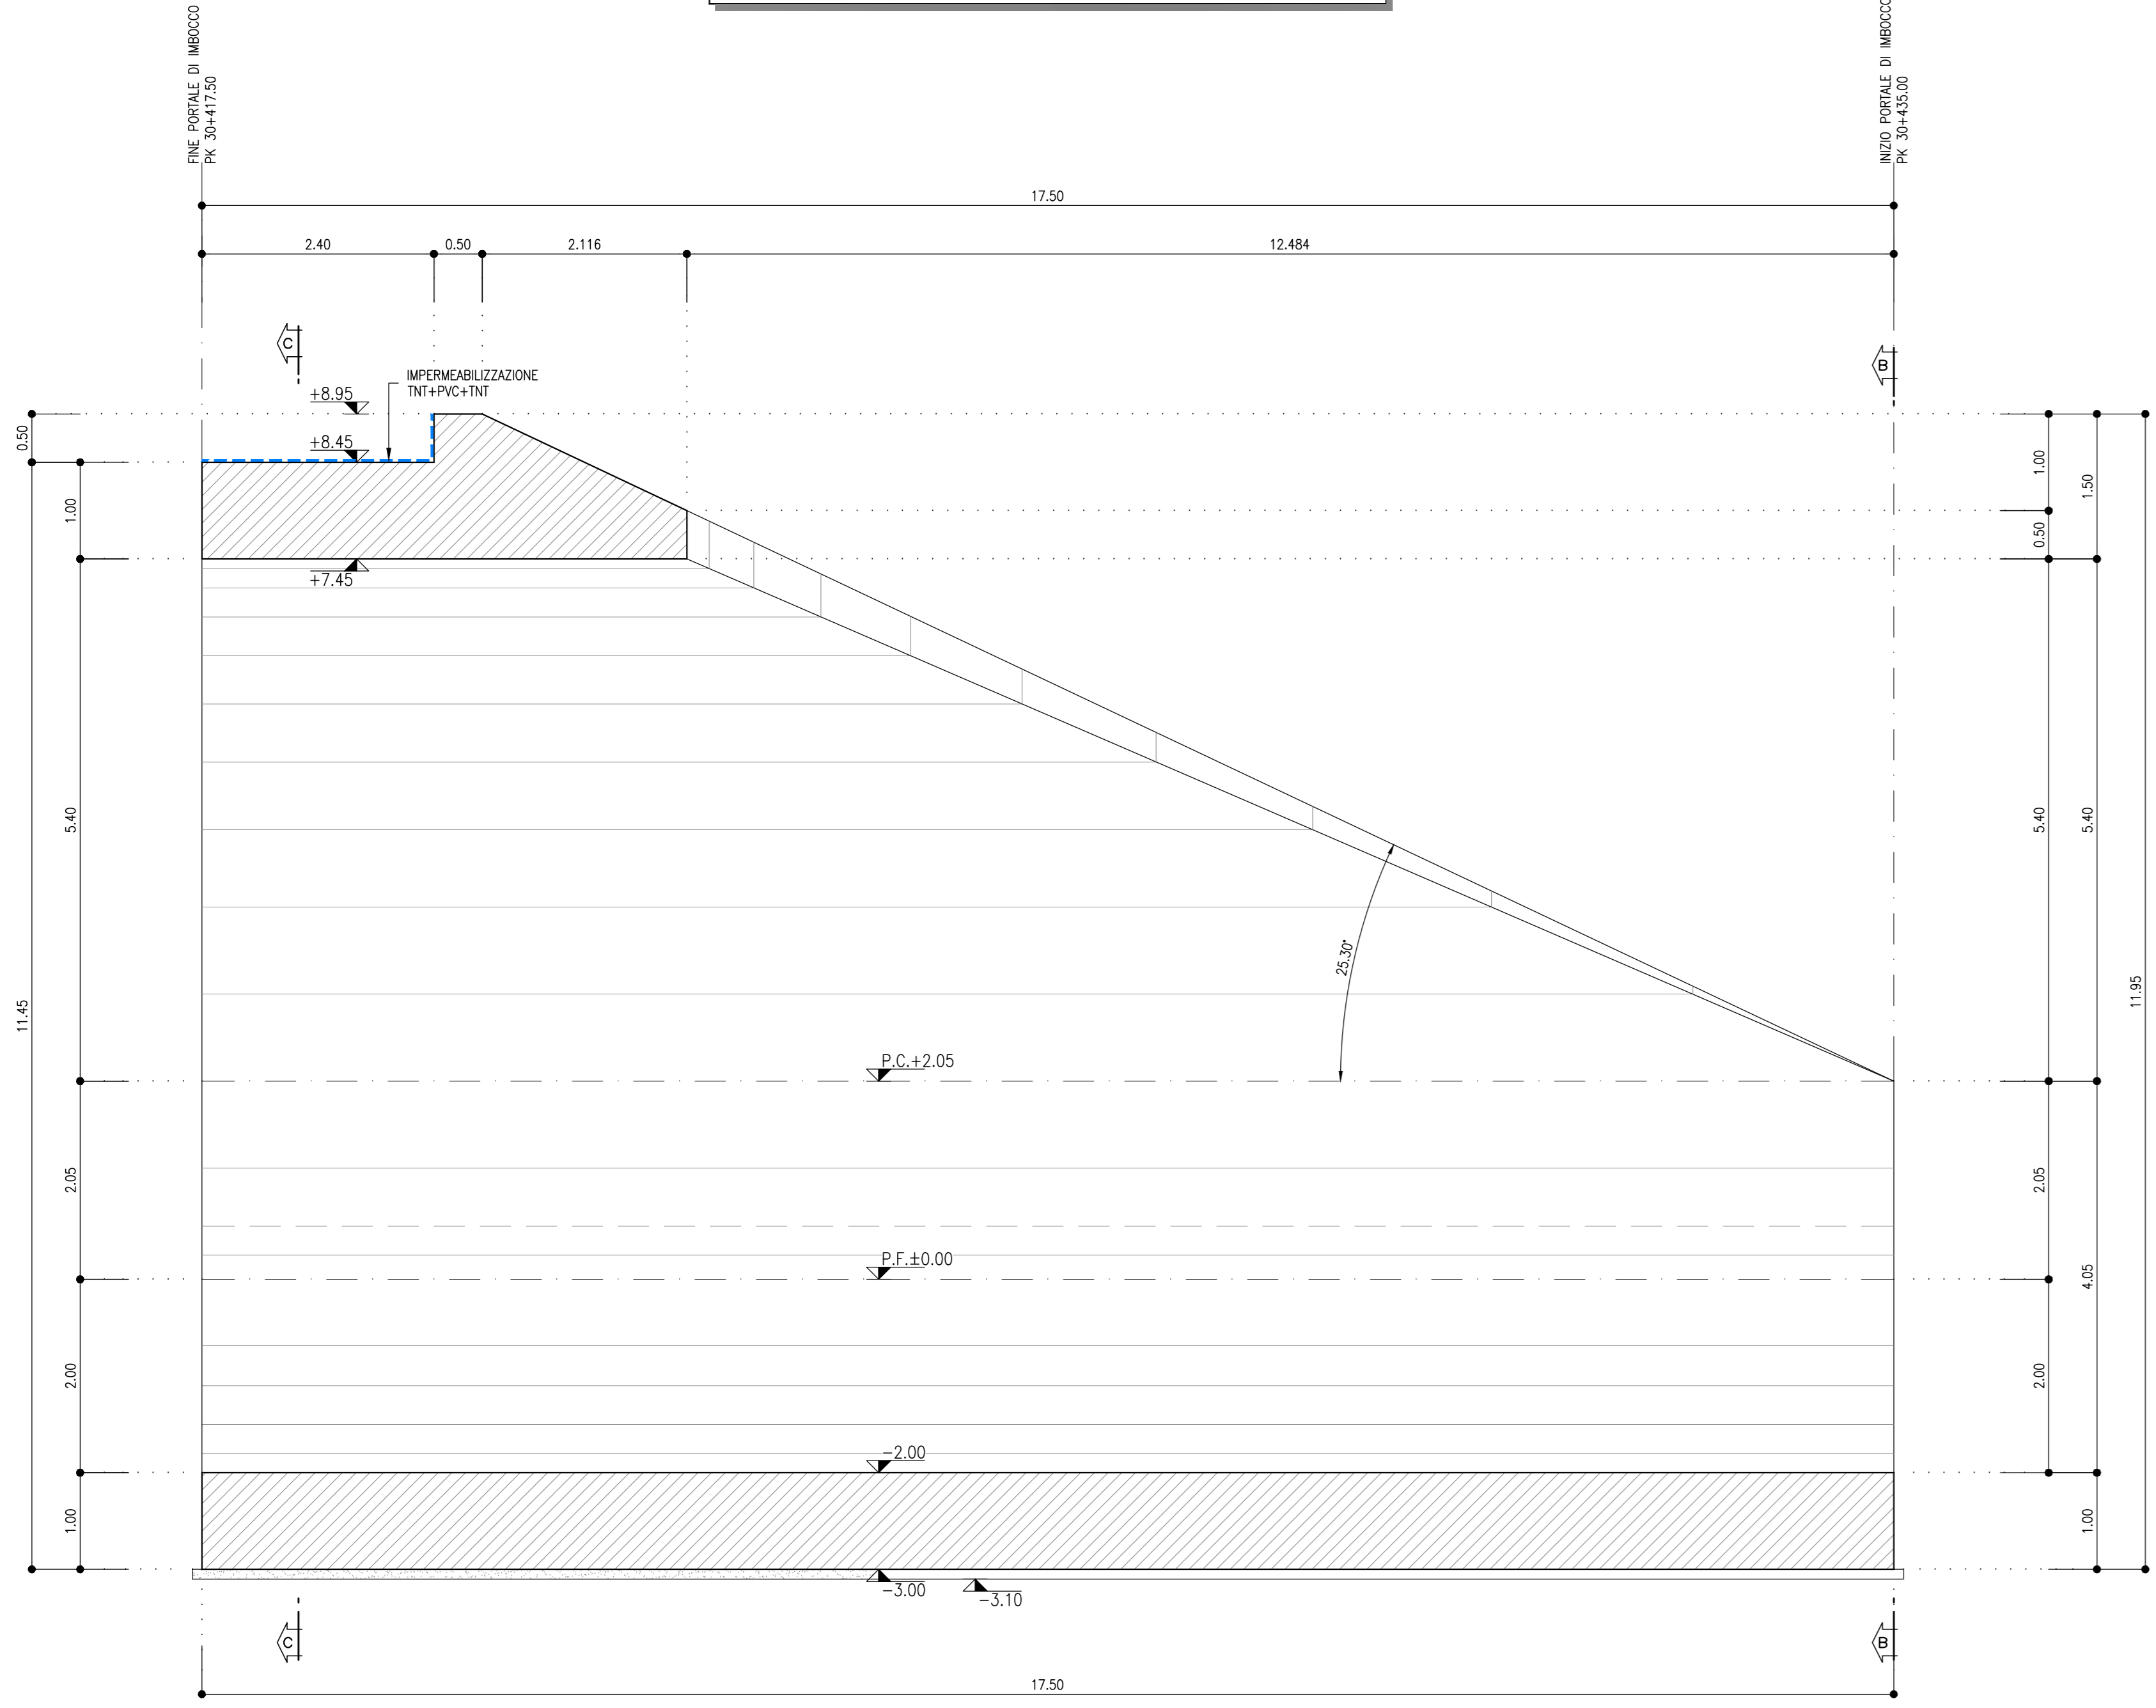 FINE PORTALE DI IMBOCCO
PK 30+417.50
INIZIO PORTALE DI IMBOCCO
PK 30+435.00
17.50
2.40
0.50
2.116
12.484
C
B
IMPERMEABILIZZAZIONE
TNT+PVC+TNT
+8.95
+8.45
+7.45
0.50
1.00
5.40
11.45
2.05
2.00
1.00
1.00
1.50
0.50
5.40
5.40
11.95
2.05
4.05
2.00
1.00
25.30°
P.C.+2.05
P.F.±0.00
-2.00
-3.00
-3.10
C
B
17.50